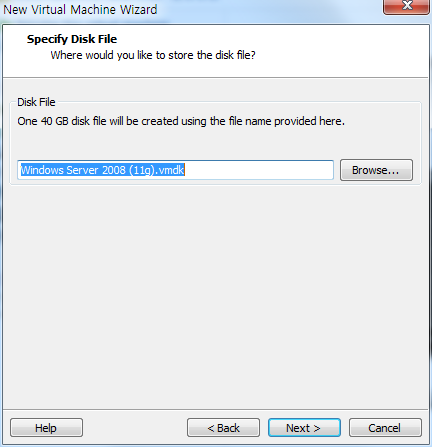 New Virtual Machine Wizard
Specify Disk File
Where would you like to store the disk file?
Disk File
One 40 GB disk file will be created using the file name provided here.
Windows Server 2008 (11g).vmdk
Browse...
Help
< Back
Next >
Cancel